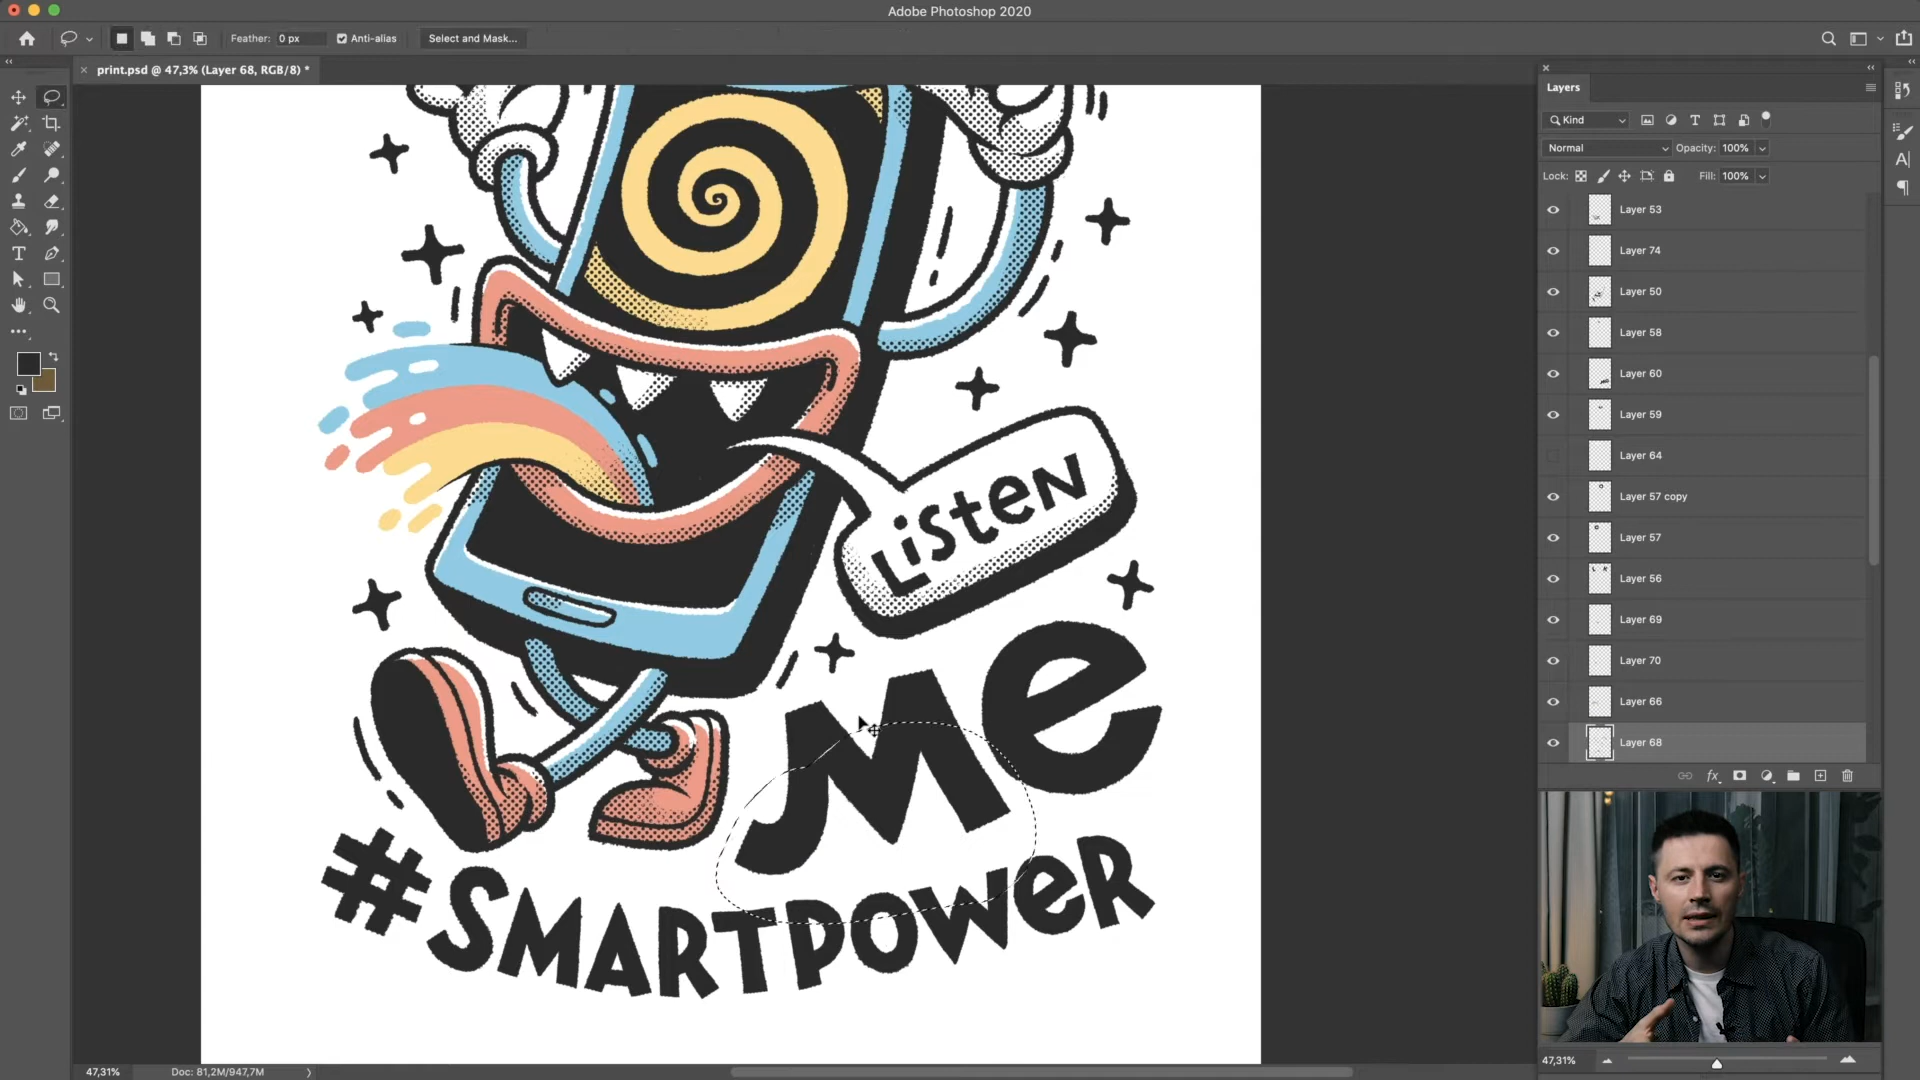 Adobe Photoshop 2020
Feather: 0 px
Anti-alias
Select and Mask...
print.psd @ 47,3% (Layer 68, RGB/8) *
Layers
Kind
Normal
Opacity: 100%
Lock:
Fill: 100%
Layer 53
Layer 74
Layer 50
Layer 58
Layer 60
Layer 59
Layer 64
Layer 57 copy
Layer 57
Layer 56
Layer 69
Layer 70
Layer 66
Layer 68
fx
Listen
Me
#SMARTPOWeR
47,31%
Doc: 81,2M/947,7M
47,31%